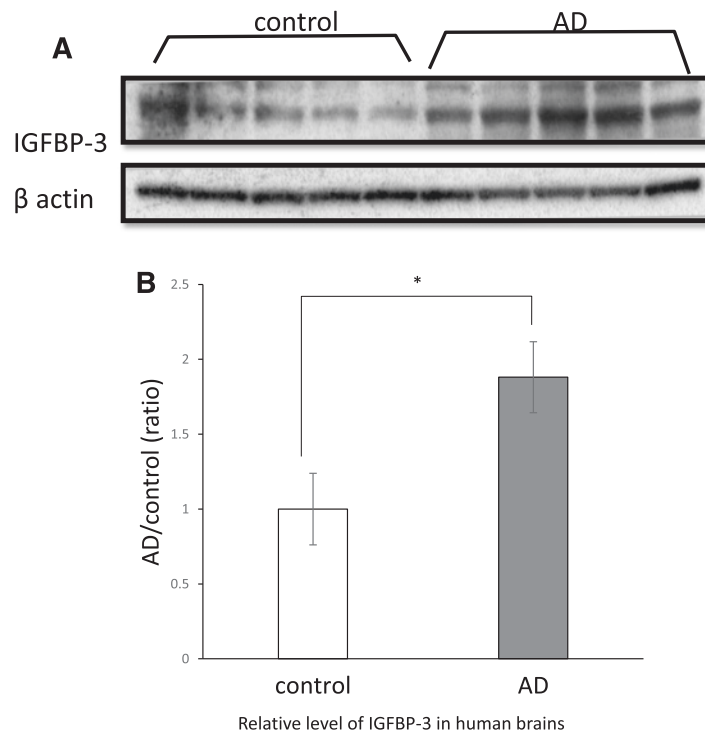 control AD
A
IGFBP-3
β actin
B
*
2.5
2
1.5
1
0.5
0
AD/control (ratio)
control AD
Relative level of IGFBP-3 in human brains